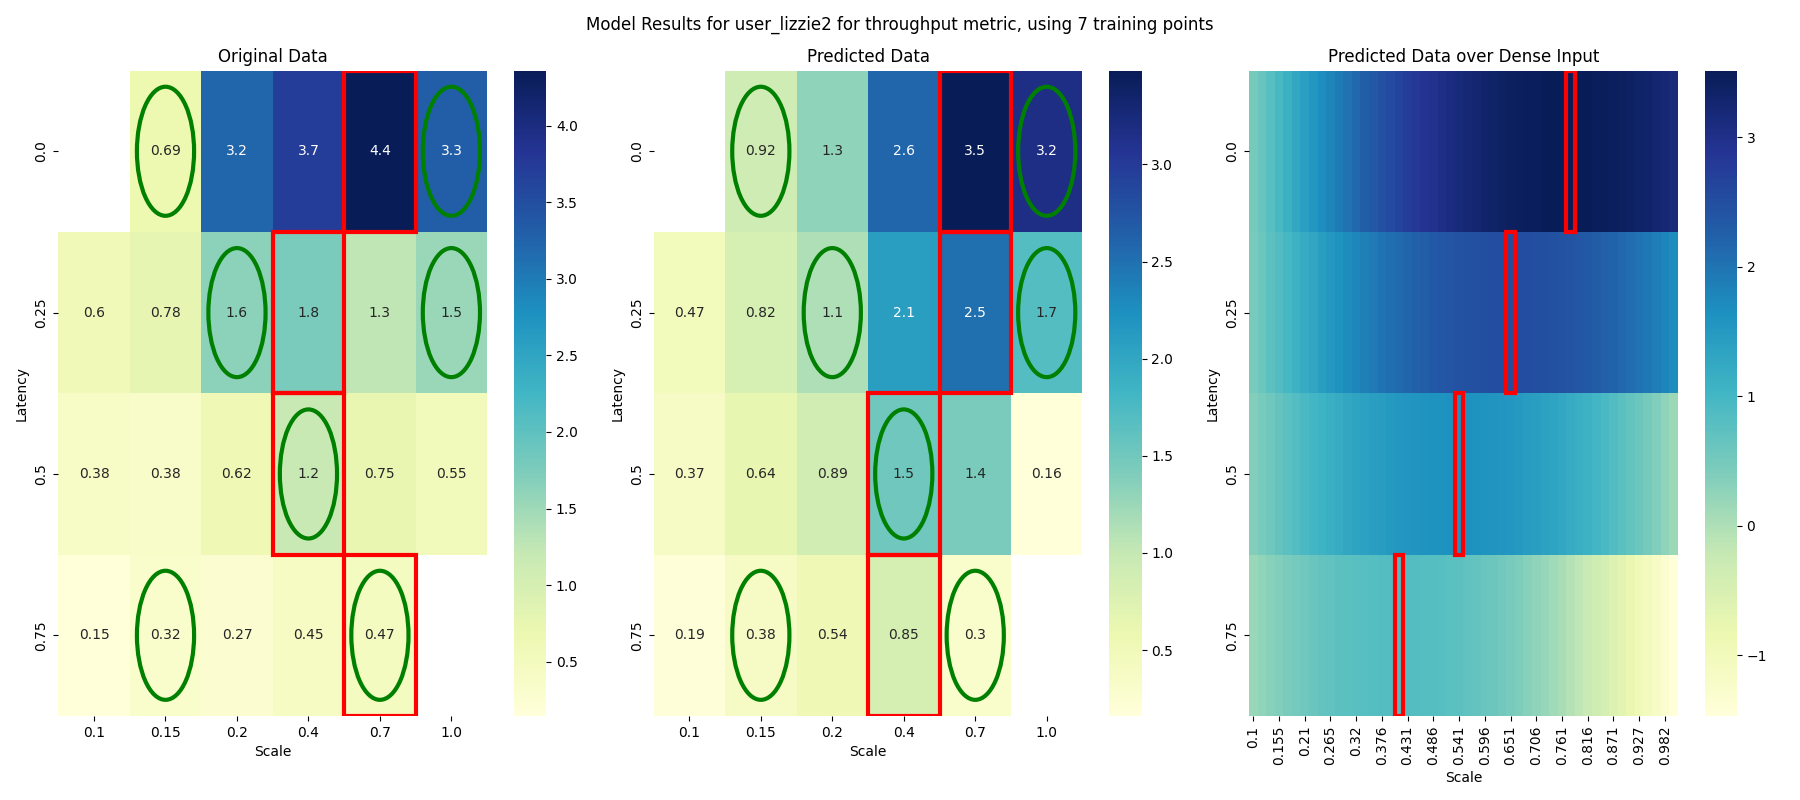 Model Results for user_lizzie2 for throughput metric, using 7 training points
Original Data
0.0
0.25
0.5
0.75
Latency
0.69 3.2 3.7 4.4 3.3
0.6 0.78 1.6 1.8 1.3 1.5
0.38 0.38 0.62 1.2 0.75 0.55
0.15 0.32 0.27 0.45 0.47
0.1 0.15 0.2 0.4 0.7 1.0
Scale
4.0
3.5
3.0
2.5
2.0
1.5
1.0
0.5
Predicted Data
0.0
0.25
0.5
0.75
Latency
0.92 1.3 2.6 3.5 3.2
0.47 0.82 1.1 2.1 2.5 1.7
0.37 0.64 0.89 1.5 1.4 0.16
0.19 0.38 0.54 0.85 0.3
0.1 0.15 0.2 0.4 0.7 1.0
Scale
3.0
2.5
2.0
1.5
1.0
0.5
Predicted Data over Dense Input
0.0
0.25
0.5
0.75
Latency
0.1 0.155 0.21 0.265 0.32 0.376 0.431 0.486 0.541 0.596 0.651 0.706 0.761 0.816 0.871 0.927 0.982
Scale
3
2
1
0
−1